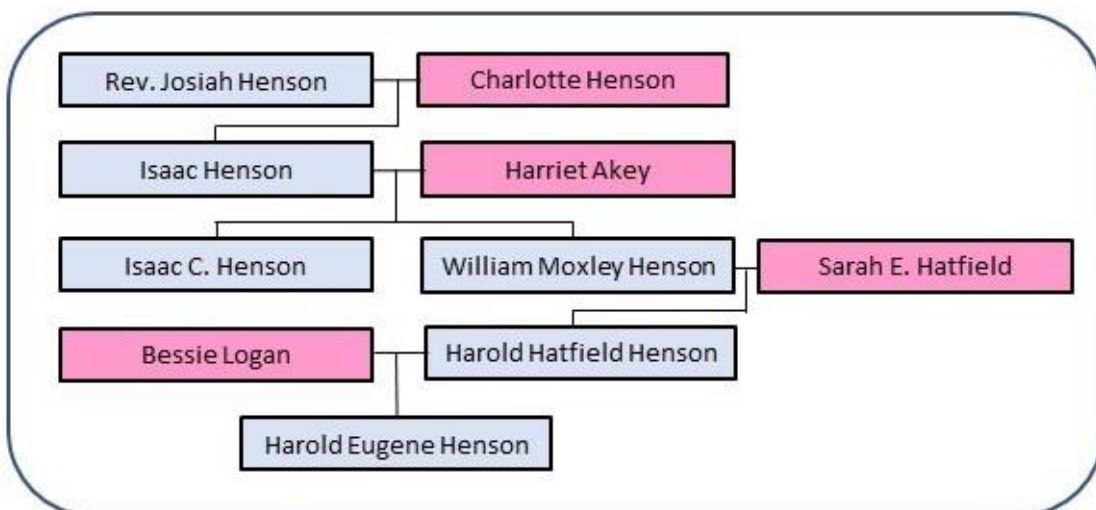 Rev. Josiah Henson
Charlotte Henson
Isaac Henson
Harriet Akey
Isaac C. Henson
William Moxley Henson
Sarah E. Hatfield
Bessie Logan
Harold Hatfield Henson
Harold Eugene Henson